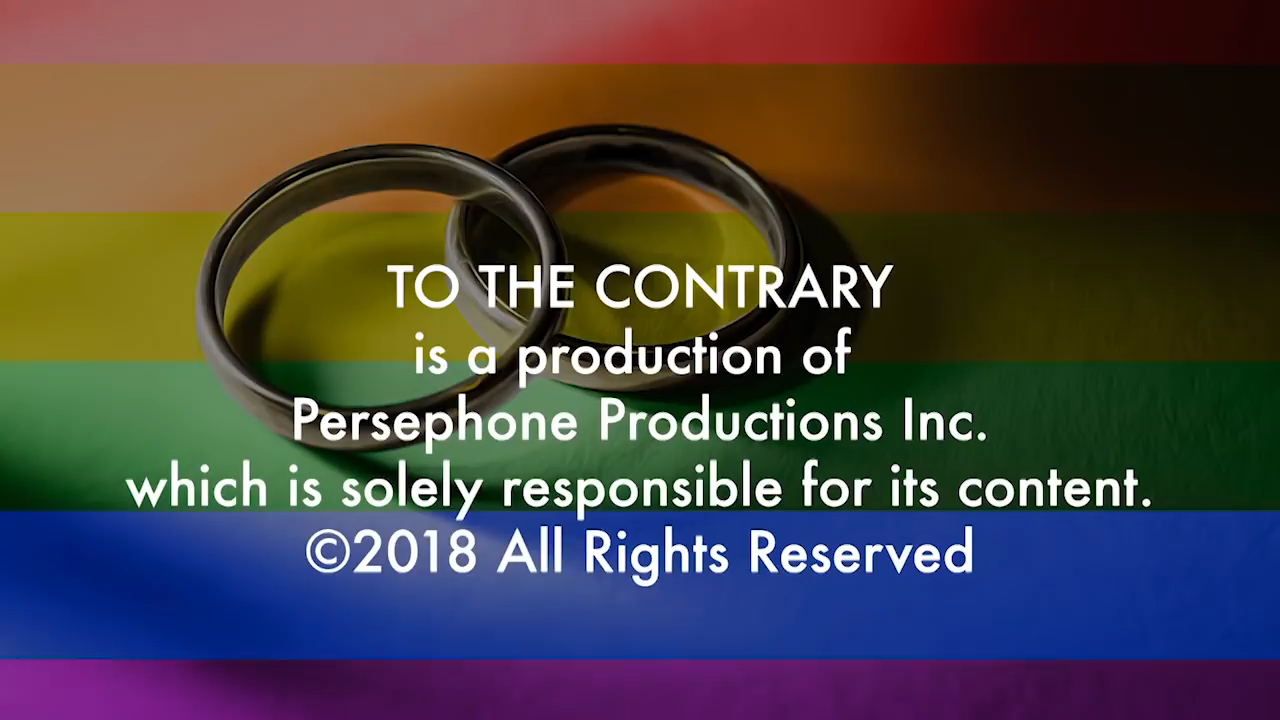 TO THE CONTRARY
is a production of
Persephone Productions Inc.
which is solely responsible for its content.
©2018 All Rights Reserved